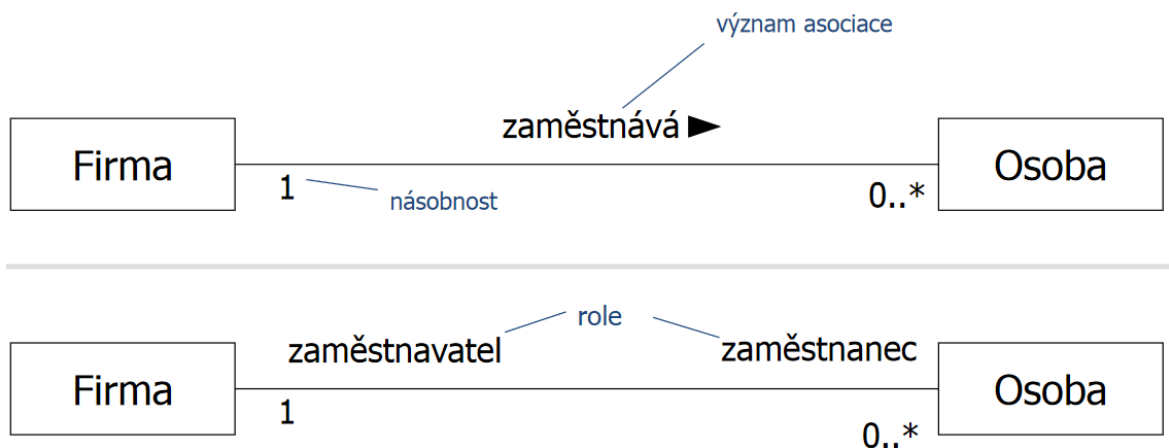 význam asociace
zaměstnává
Firma
Osoba
1
násobnost
0..*
role
zaměstnavatel
zaměstnanec
Firma
Osoba
1
0..*